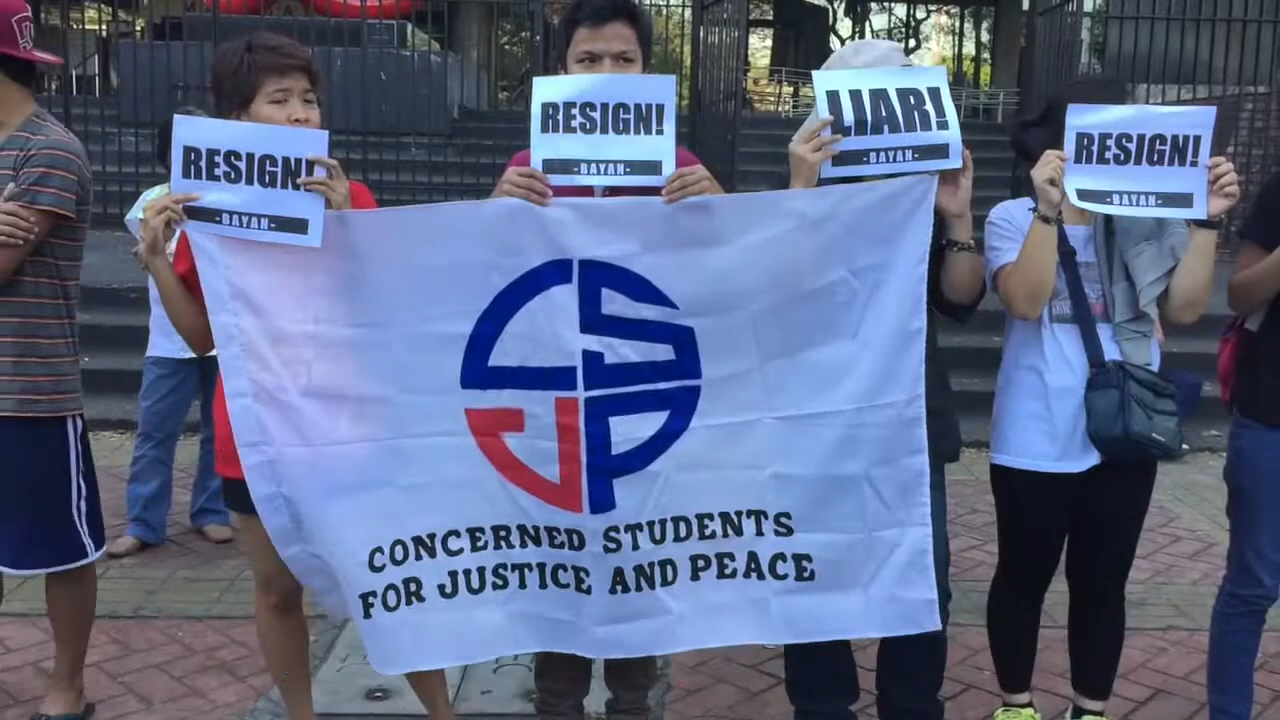 RESIGN!
-BAYAN-
RESIGN!
-BAYAN-
LIAR!
-BAYAN-
RESIGN!
-BAYAN-
CSJP
CONCERNED STUDENTS
FOR JUSTICE AND PEACE